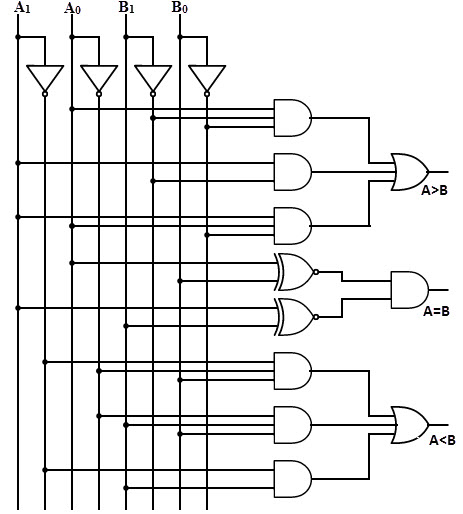 A₁ A₀ B₁ B₀
A>B
A=B
A<B